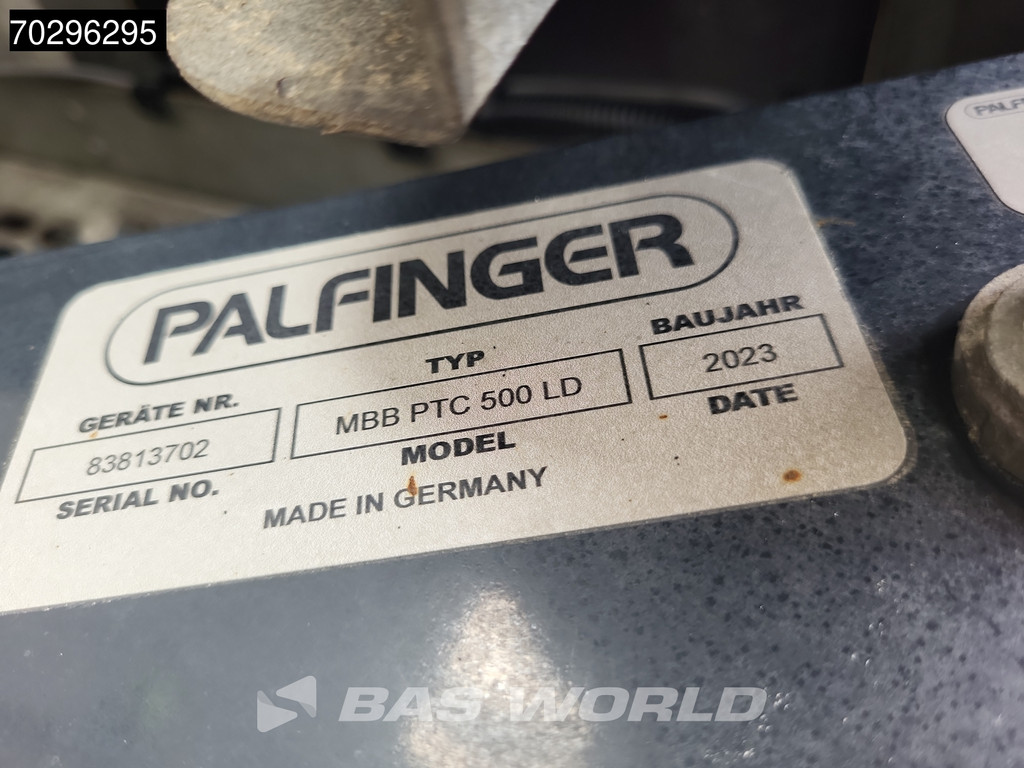 70296295
PALFINGER
GERÄTE NR.
83813702
SERIAL NO.
TYP
MBB PTC 500 LD
MODEL
BAUJAHR
2023
DATE
MADE IN GERMANY
BAS WORLD